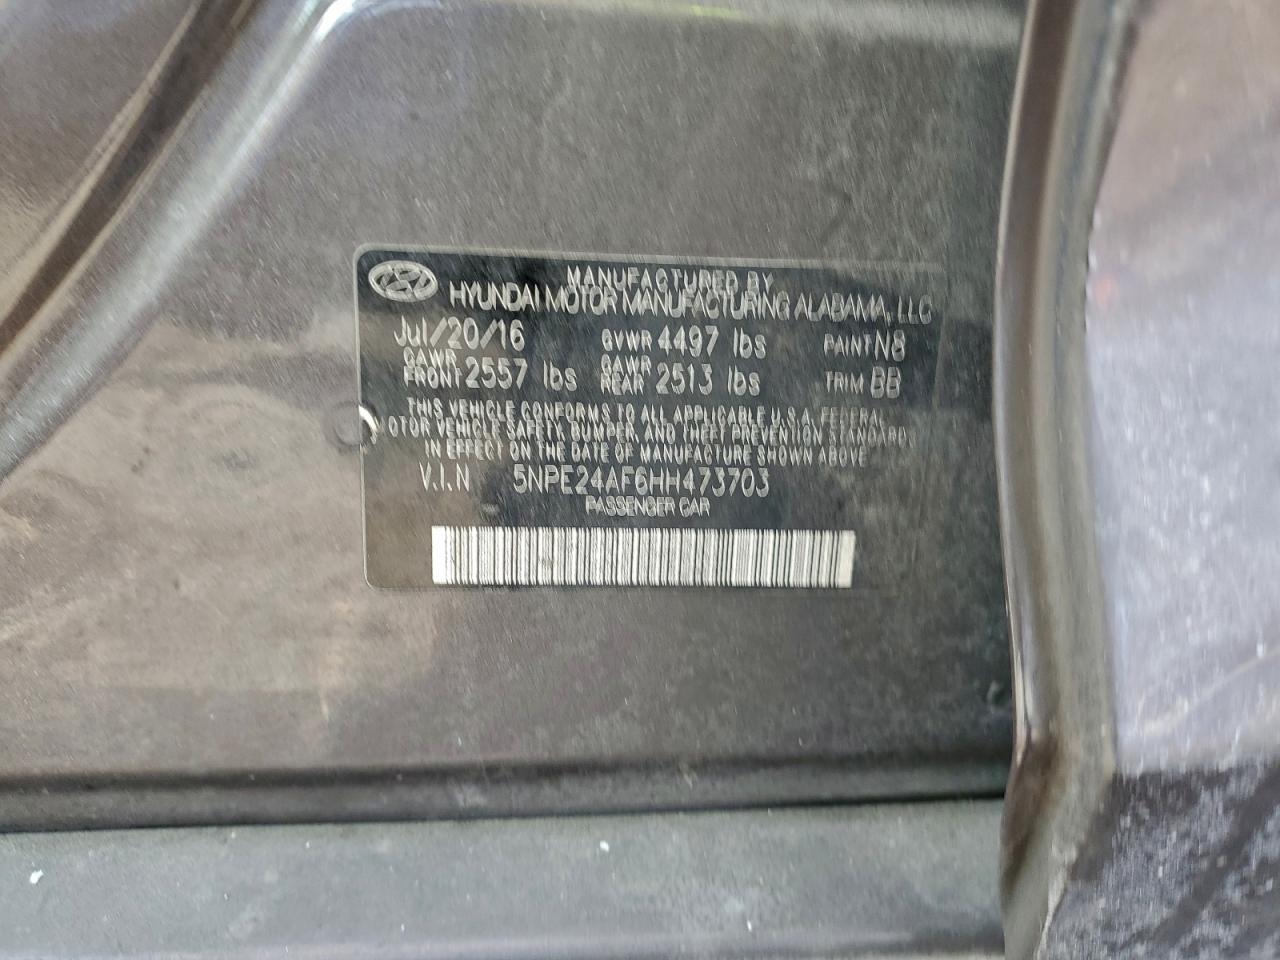 MANUFACTURED BY
HYUNDAI MOTOR MANUFACTURING ALABAMA, LLC
Jul/20/16 GVWR 4497 lbs PAINT N8
GAWR FRONT 2557 lbs GAWR REAR 2513 lbs TRIM BB
THIS VEHICLE CONFORMS TO ALL APPLICABLE U.S.A. FEDERAL
OTOR VEHICLE SAFETY, BUMPER, AND THEFT PREVENTION STANDARDS
IN EFFECT ON THE DATE OF MANUFACTURE SHOWN ABOVE
V.I.N 5NPE24AF6HH473703
PASSENGER CAR